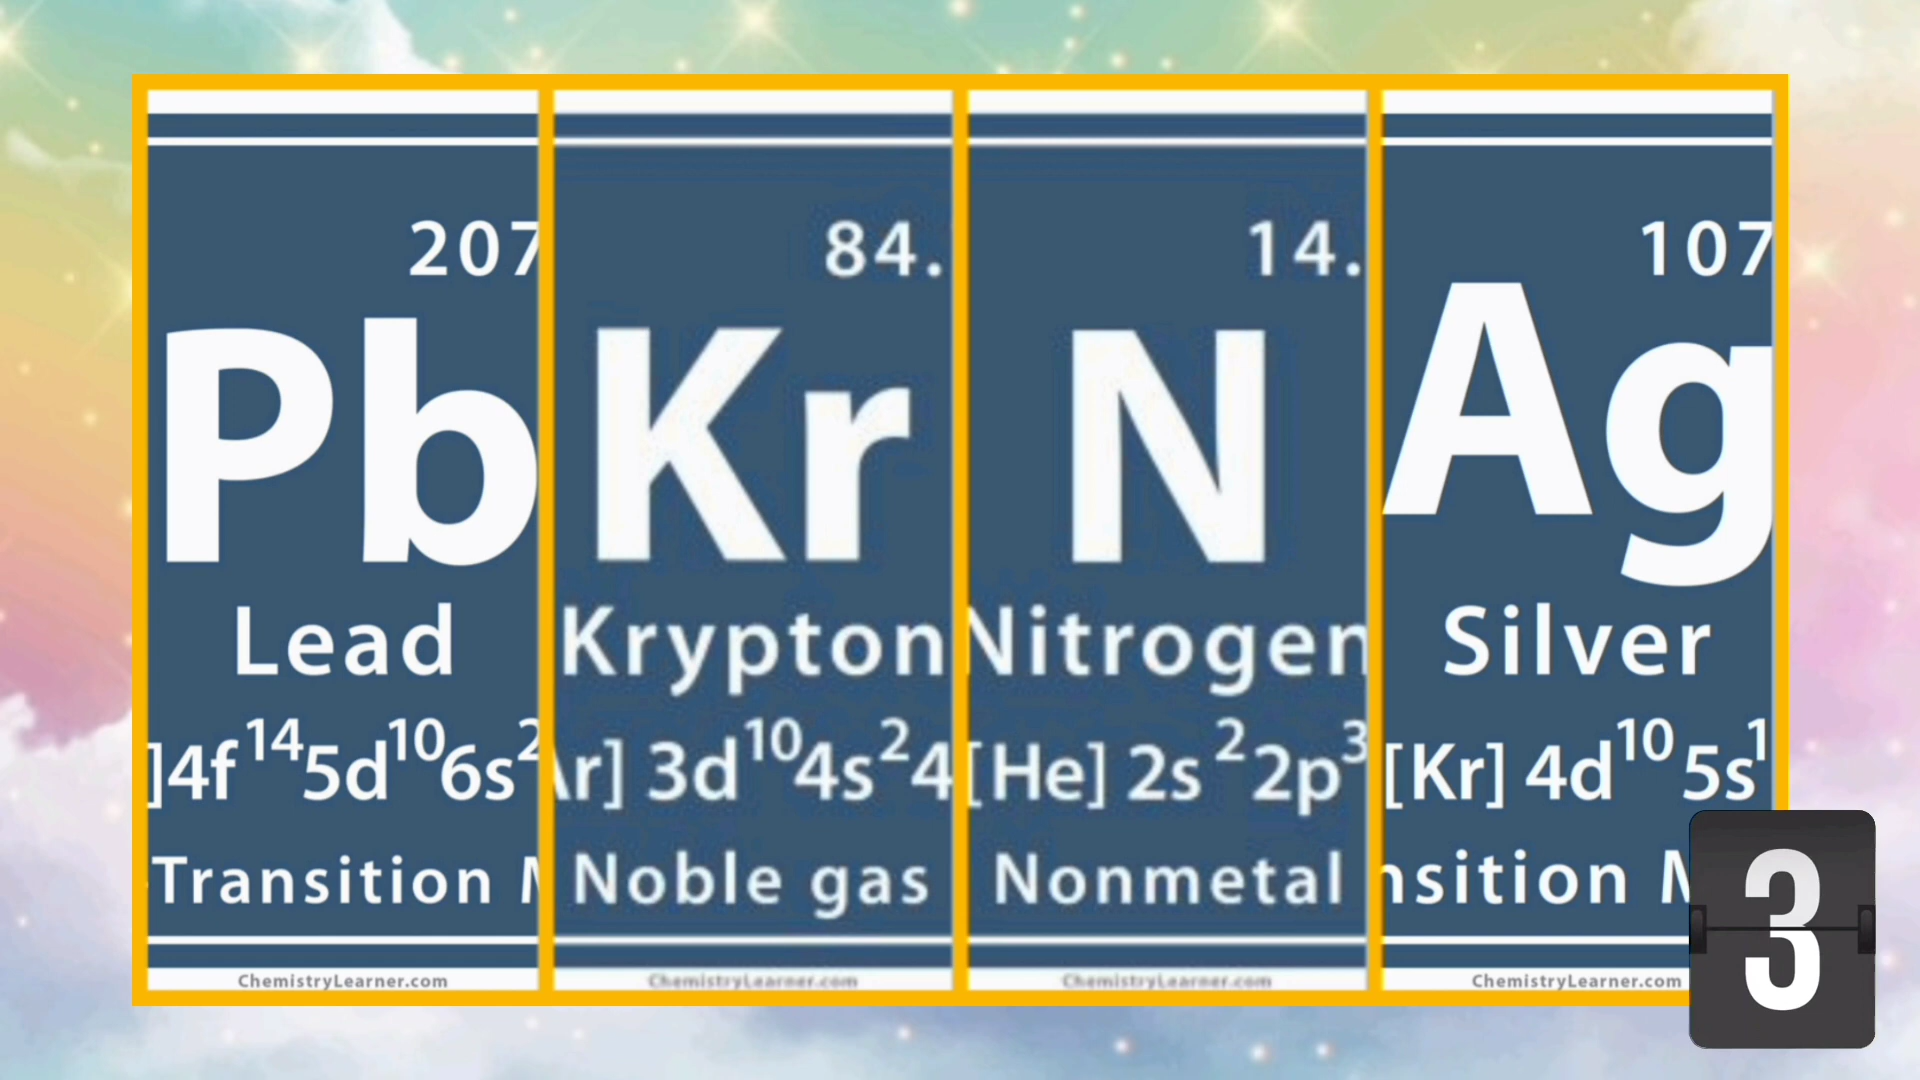 207
Pb
Lead
]4f145d106s2
Transition M
84.
Kr
Krypton
Ar] 3d104s24
Noble gas
14.
N
Nitrogen
[He] 2s22p3
Nonmetal
107
Ag
Silver
[Kr] 4d105s1
nsition M
ChemistryLearner.com
ChemistryLearner.com
ChemistryLearner.com
ChemistryLearner.com
3